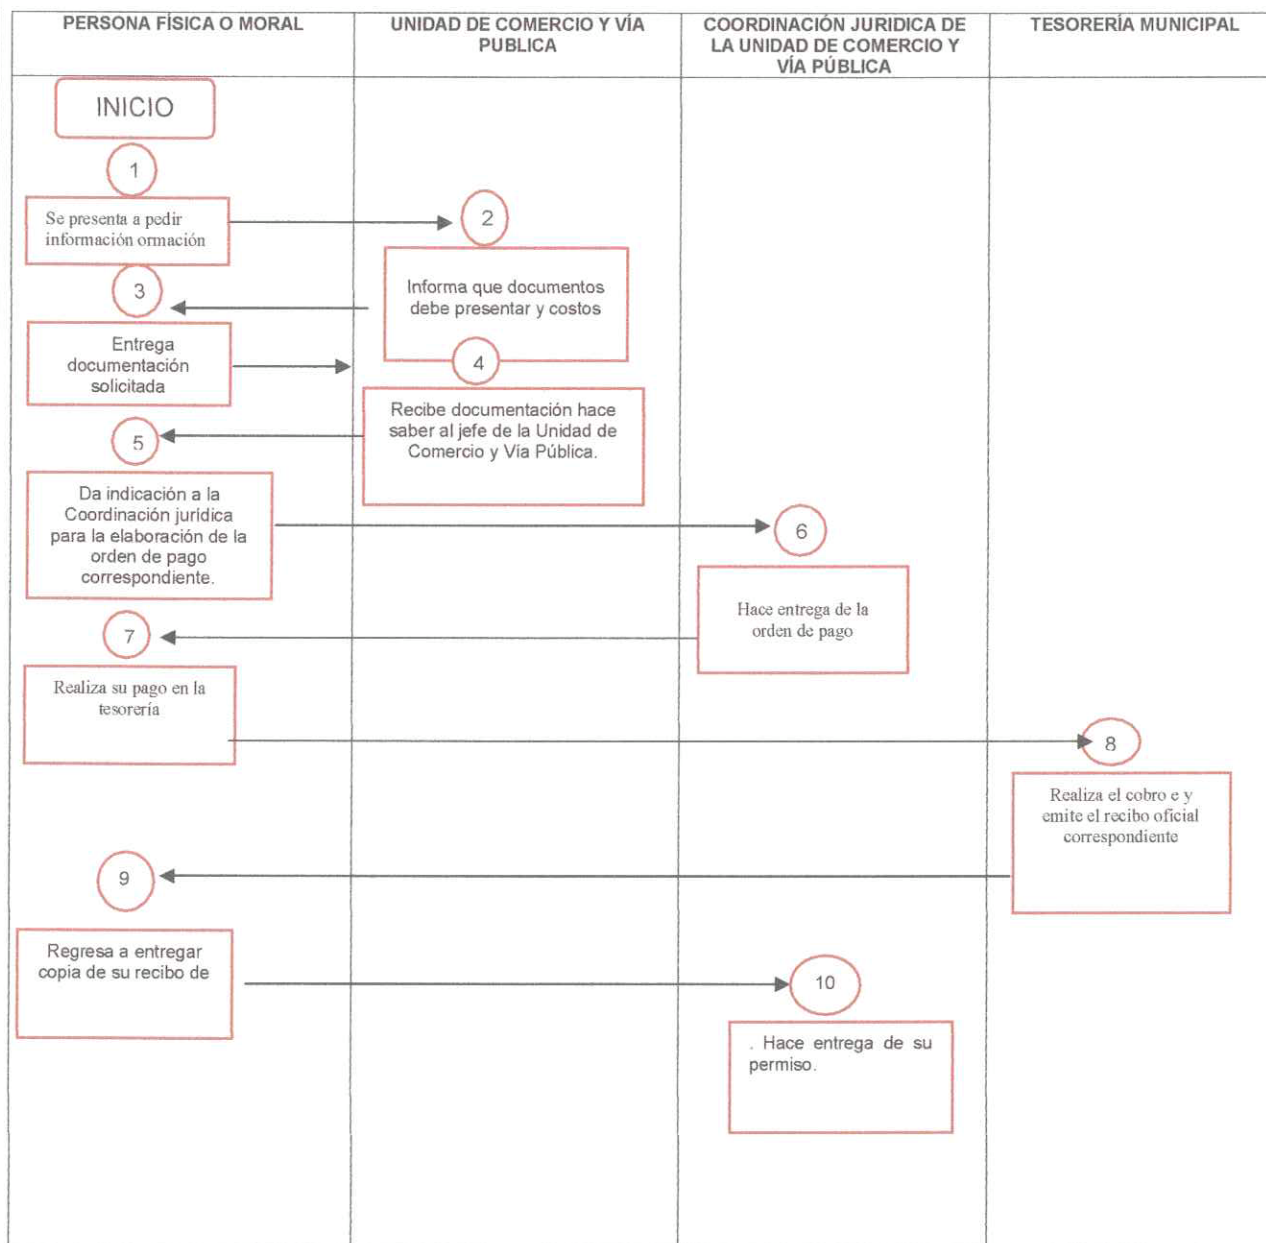 PERSONA FÍSICA O MORAL
UNIDAD DE COMERCIO Y VÍA
PUBLICA
COORDINACIÓN JURIDICA DE
LA UNIDAD DE COMERCIO Y
VÍA PÚBLICA
TESORERÍA MUNICIPAL
INICIO
1
Se presenta a pedir
información ormación
2
Informa que documentos
debe presentar y costos
3
Entrega
documentación
solicitada
4
Recibe documentación hace
saber al jefe de la Unidad de
Comercio y Vía Pública.
5
Da indicación a la
Coordinación jurídica
para la elaboración de la
orden de pago
correspondiente.
6
Hace entrega de la
orden de pago
7
Realiza su pago en la
tesorería
8
Realiza el cobro e y
emite el recibo oficial
correspondiente
9
Regresa a entregar
copia de su recibo de
10
. Hace entrega de su
permiso.